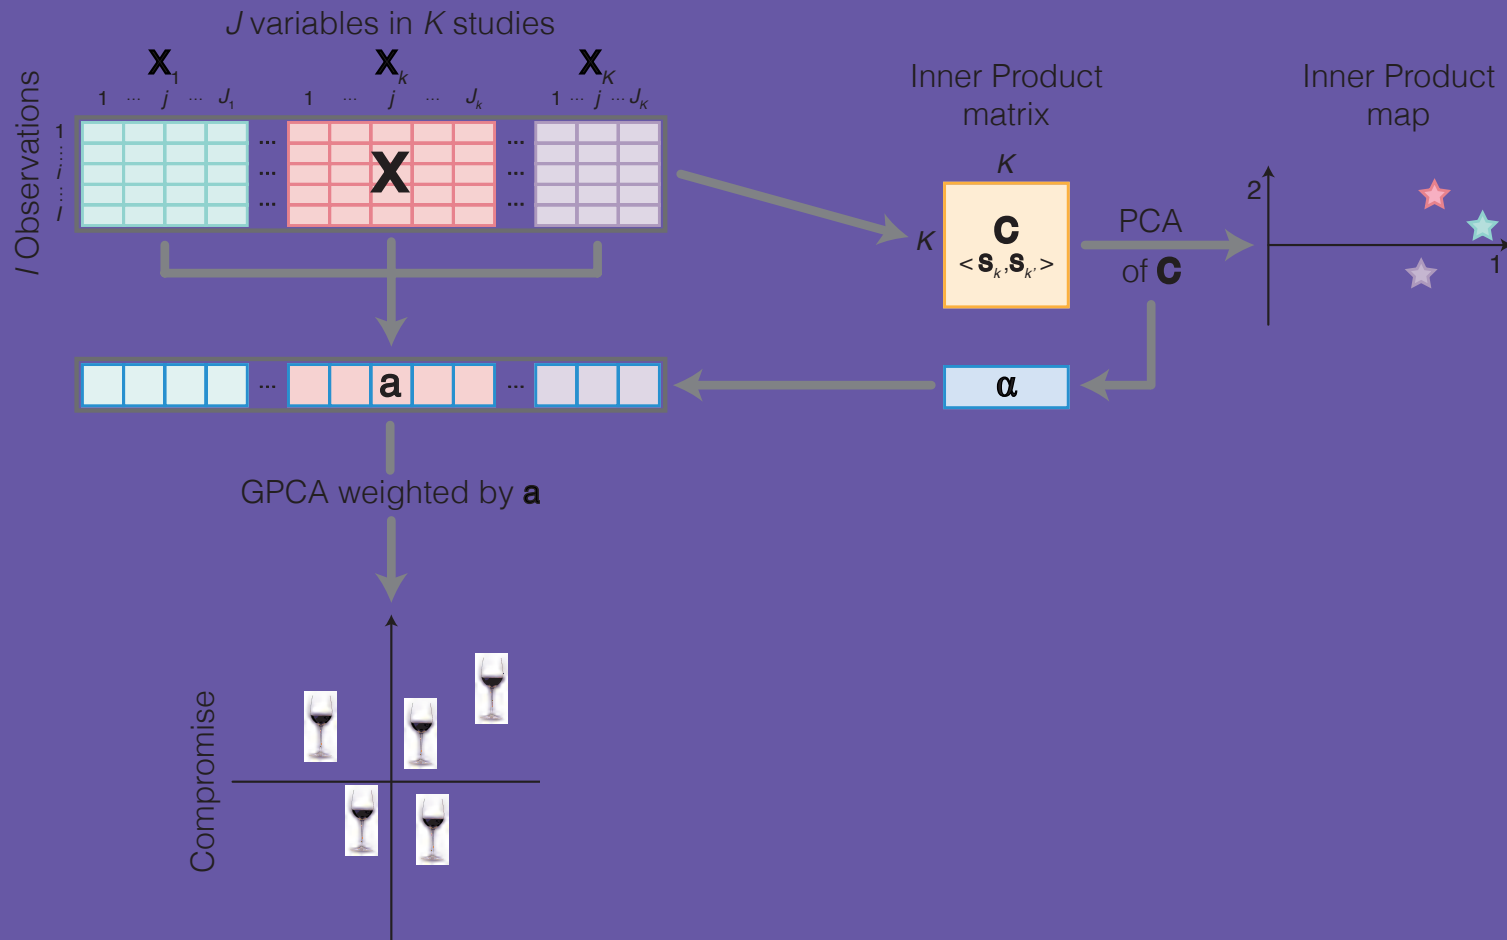 J variables in K studies
X1 Xk XK
1 ... j ... J1 1 ... j ... Jk 1 ... j ... JK
I Observations
1
⋮
i
⋮
I
... ...
... X ...
... ...
Inner Product
matrix
K
K
C
< Sk,Sk' >
PCA
of C
Inner Product
map
2
1
... a ...
α
GPCA weighted by a
Compromise